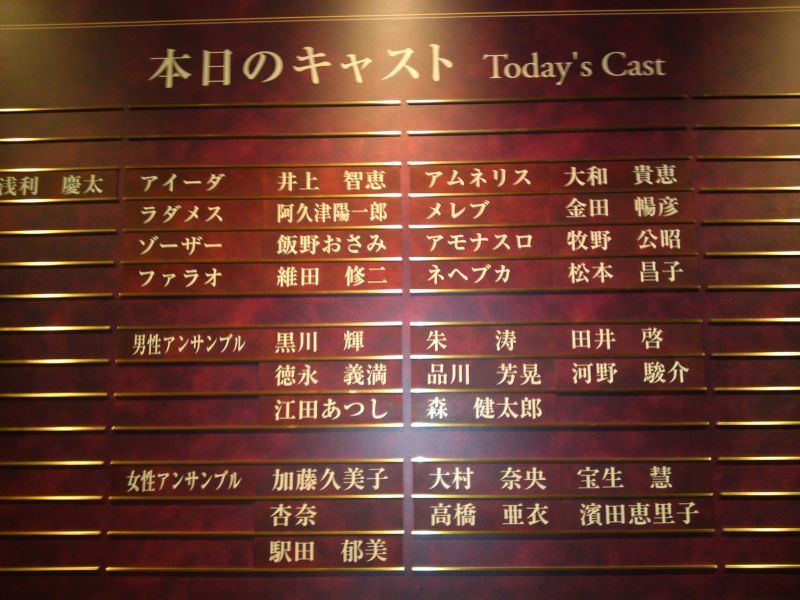 本日のキャスト Today's Cast
浅利 慶太 アイーダ 井上 智恵 アムネリス 大和 貴恵
ラダメス 阿久津陽一郎 メレブ 金田 暢彦
ゾーザー 飯野おさみ アモナスロ 牧野 公昭
ファラオ 維田 修二 ネヘブカ 松本 昌子
男性アンサンブル 黒川 輝 朱 涛 田井 啓
徳永 義満 品川 芳晃 河野 駿介
江田あつし 森 健太郎
女性アンサンブル 加藤久美子 大村 奈央 宝生 慧
杏奈 高橋 亜衣 濱田恵里子
駅田 郁美